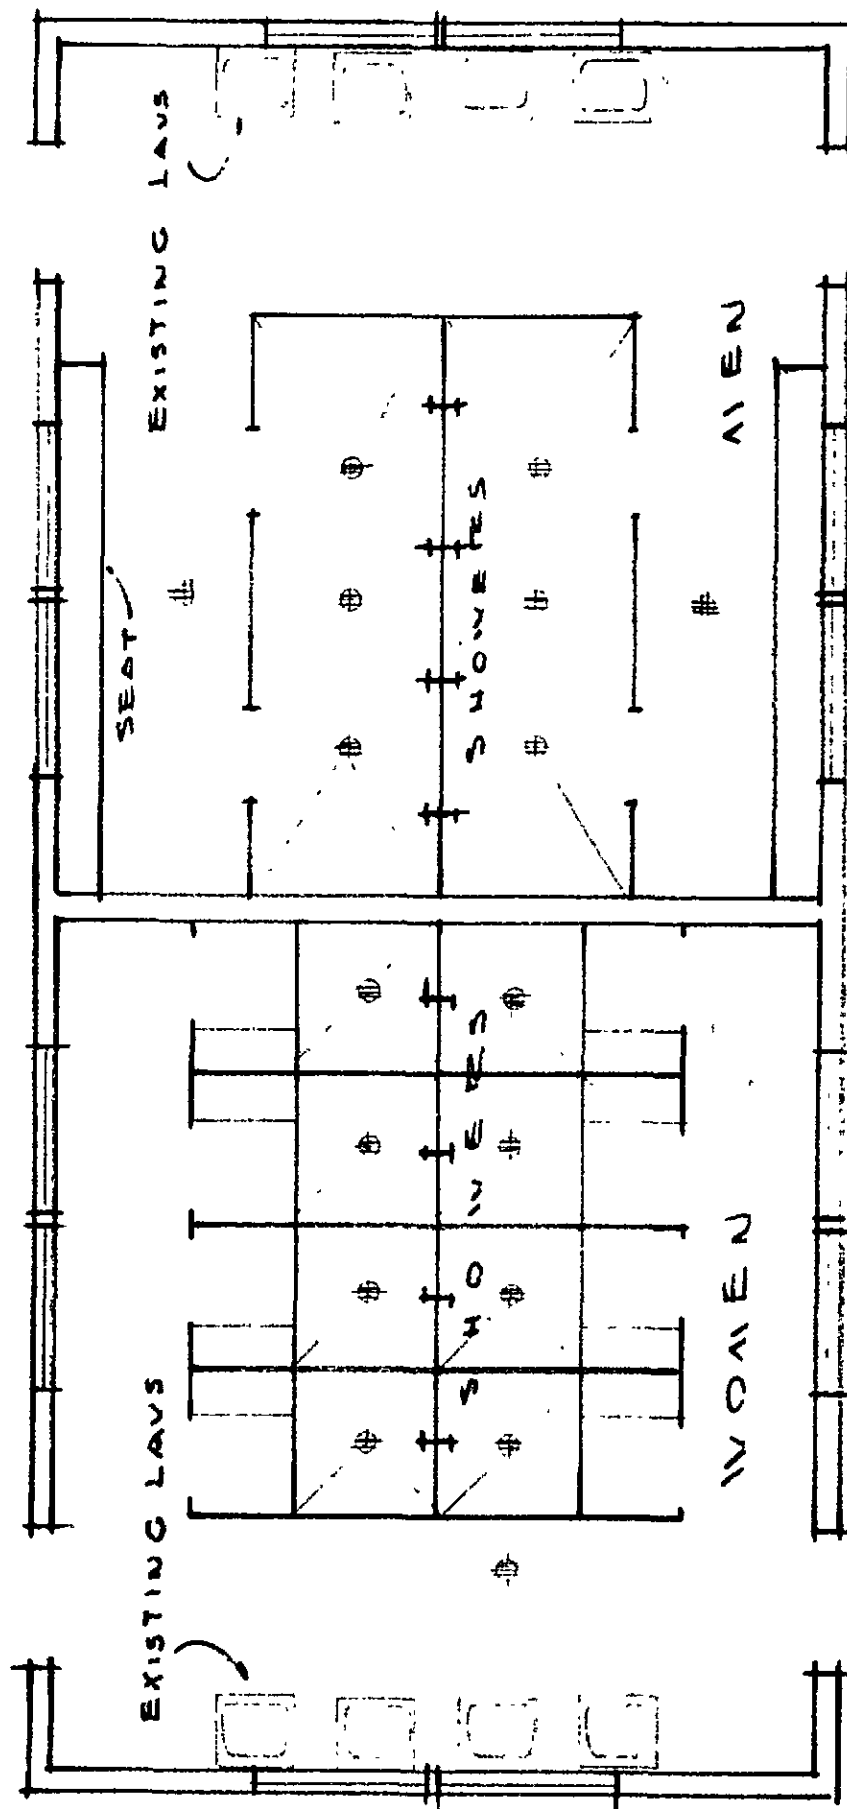 EXISTING LAVS
MEN
SHOWERS
SEAT
SHOWERS
WOMEN
EXISTING LAVS